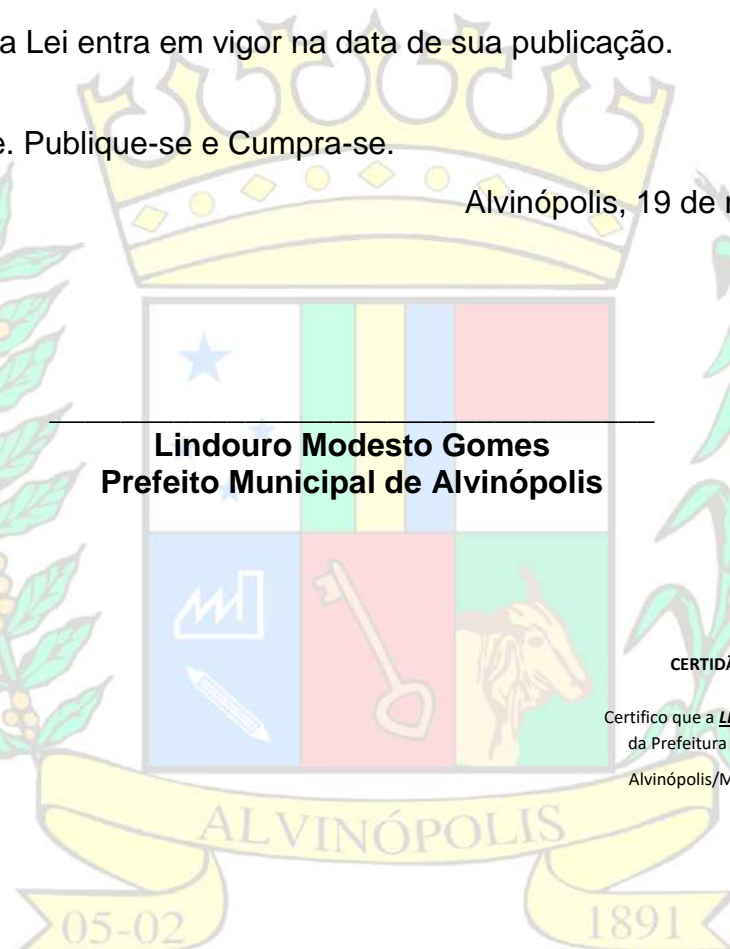 a Lei entra em vigor na data de sua publicação.
e. Publique-se e Cumpra-se.
Alvinópolis, 19 de
Lindouro Modesto Gomes
Prefeito Municipal de Alvinópolis
Certifico que a
da Prefeitura
Alvinópolis/M
ALVINÓPOLIS
05-02
1891